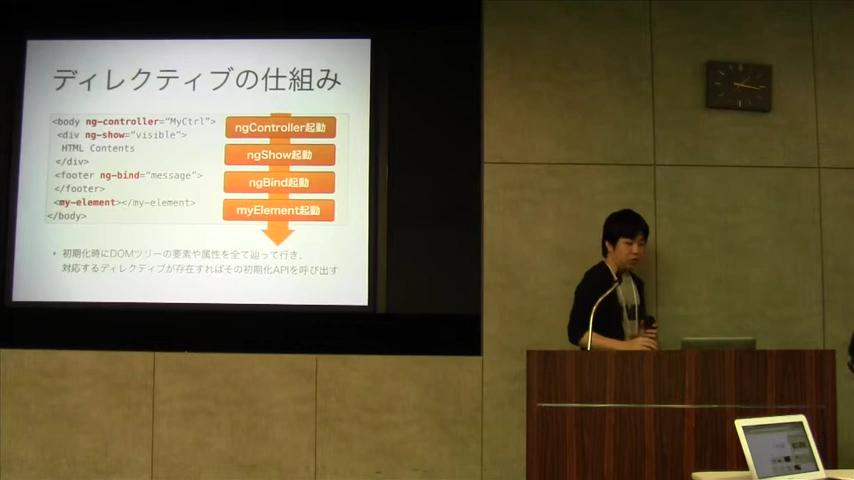 ディレクティブの仕組み
<body ng-controller="MyCtrl">
<div ng-show="visible">
HTML Contents
</div>
<footer ng-bind="message">
</footer>
<my-element></my-element>
</body>
ngController起動
ngShow起動
ngBind起動
myElement起動
• 初期化時にDOMツリーの要素や属性を全て辿って行き、
対応するディレクティブが存在すればその初期化APIを呼び出す